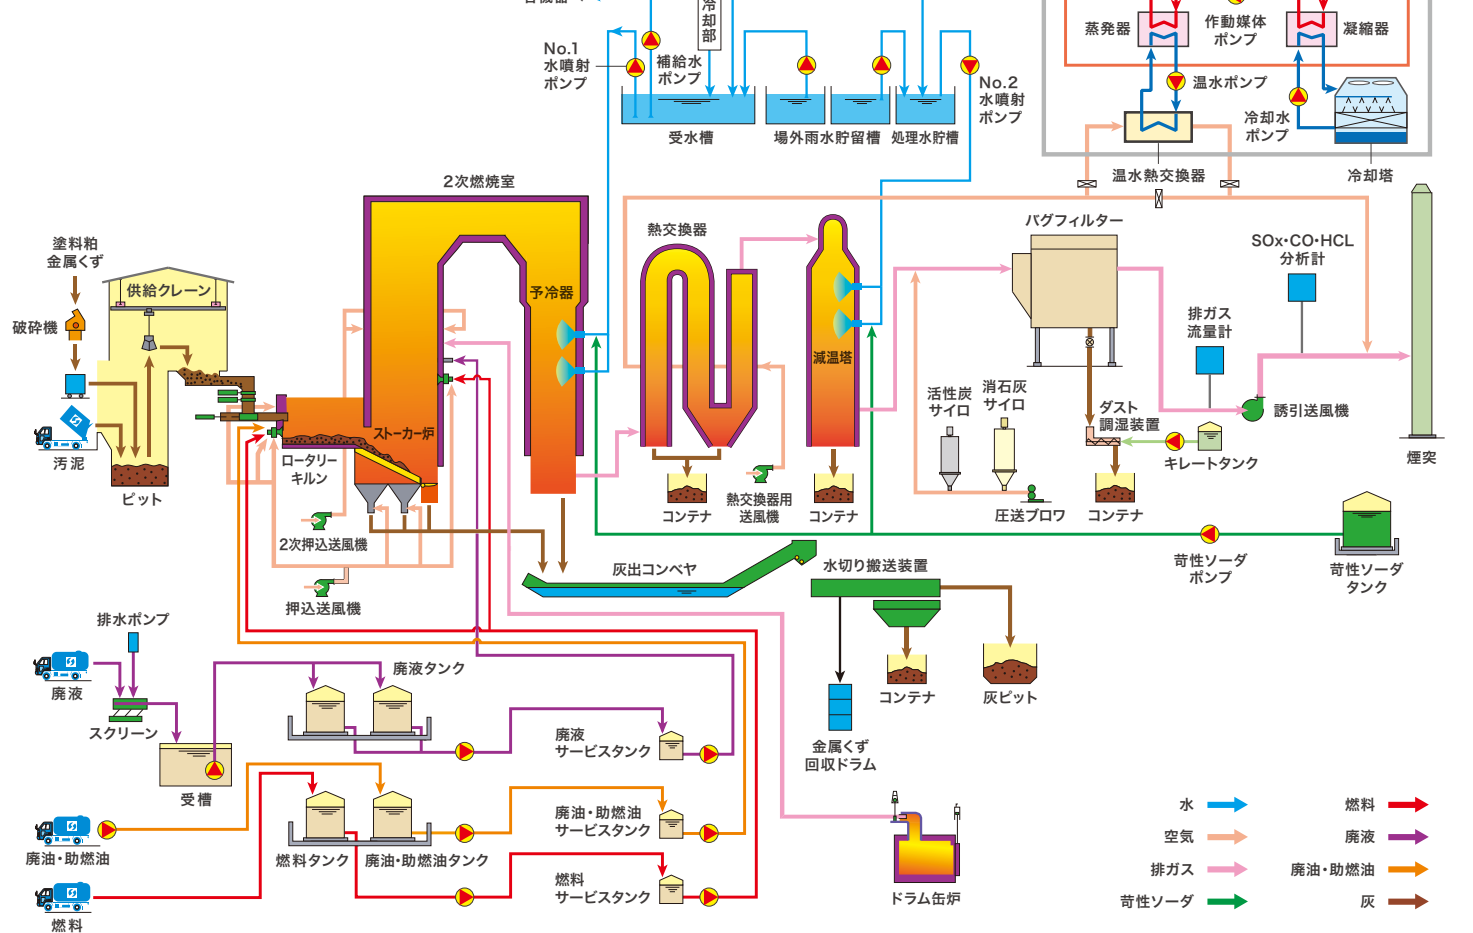 冷却部
蒸発器
作動媒体
ポンプ
凝縮器
No.1
水噴射
ポンプ
補給水
ポンプ
温水ポンプ
No.2
水噴射
ポンプ
冷却水
ポンプ
受水槽
場外雨水貯留槽
処理水貯槽
温水熱交換器
冷却塔
2次燃焼室
熱交換器
バグフィルター
SOx・CO・HCL
分析計
塗料粕
金属くず
供給クレーン
予冷器
破砕機
排ガス
流量計
減温塔
活性炭
サイロ
消石灰
サイロ
ダスト
調湿装置
誘引送風機
ストーカー炉
汚泥
ロータリー
キルン
キレートタンク
煙突
ピット
熱交換器用
送風機
コンテナ
コンテナ
圧送ブロワ
コンテナ
2次押込送風機
灰出コンベヤ
水切り搬送装置
苛性ソーダ
ポンプ
苛性ソーダ
タンク
押込送風機
排水ポンプ
廃液
廃液タンク
コンテナ
灰ピット
スクリーン
廃液
サービスタンク
金属くず
回収ドラム
受槽
廃油・助燃油
サービスタンク
廃油・助燃油
燃料タンク
廃油・助燃油タンク
燃料
サービスタンク
ドラム缶炉
燃料
水
燃料
空気
廃液
排ガス
廃油・助燃油
苛性ソーダ
灰